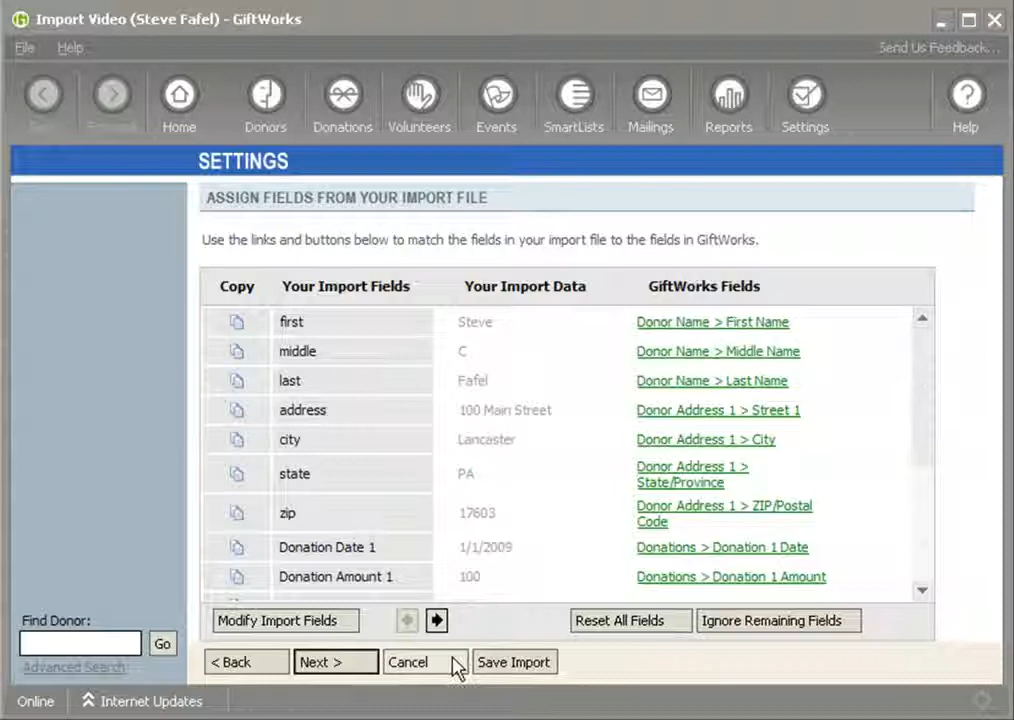 Import Video (Steve Fafel) - GiftWorks
File Help Send Us Feedback...
Home Donors Donations Volunteers Events SmartLists Mailings Reports Settings Help
SETTINGS
ASSIGN FIELDS FROM YOUR IMPORT FILE
Use the links and buttons below to match the fields in your import file to the fields in GiftWorks.
Copy Your Import Fields Your Import Data GiftWorks Fields
first Steve Donor Name > First Name
middle C Donor Name > Middle Name
last Fafel Donor Name > Last Name
address 100 Main Street Donor Address 1 > Street 1
city Lancaster Donor Address 1 > City
state PA Donor Address 1 >
State/Province
zip 17603 Donor Address 1 > ZIP/Postal
Code
Donation Date 1 1/1/2009 Donations > Donation 1 Date
Donation Amount 1 100 Donations > Donation 1 Amount
Modify Import Fields Reset All Fields Ignore Remaining Fields
Find Donor:
Go
Advanced Search
< Back Next > Cancel Save Import
Online Internet Updates